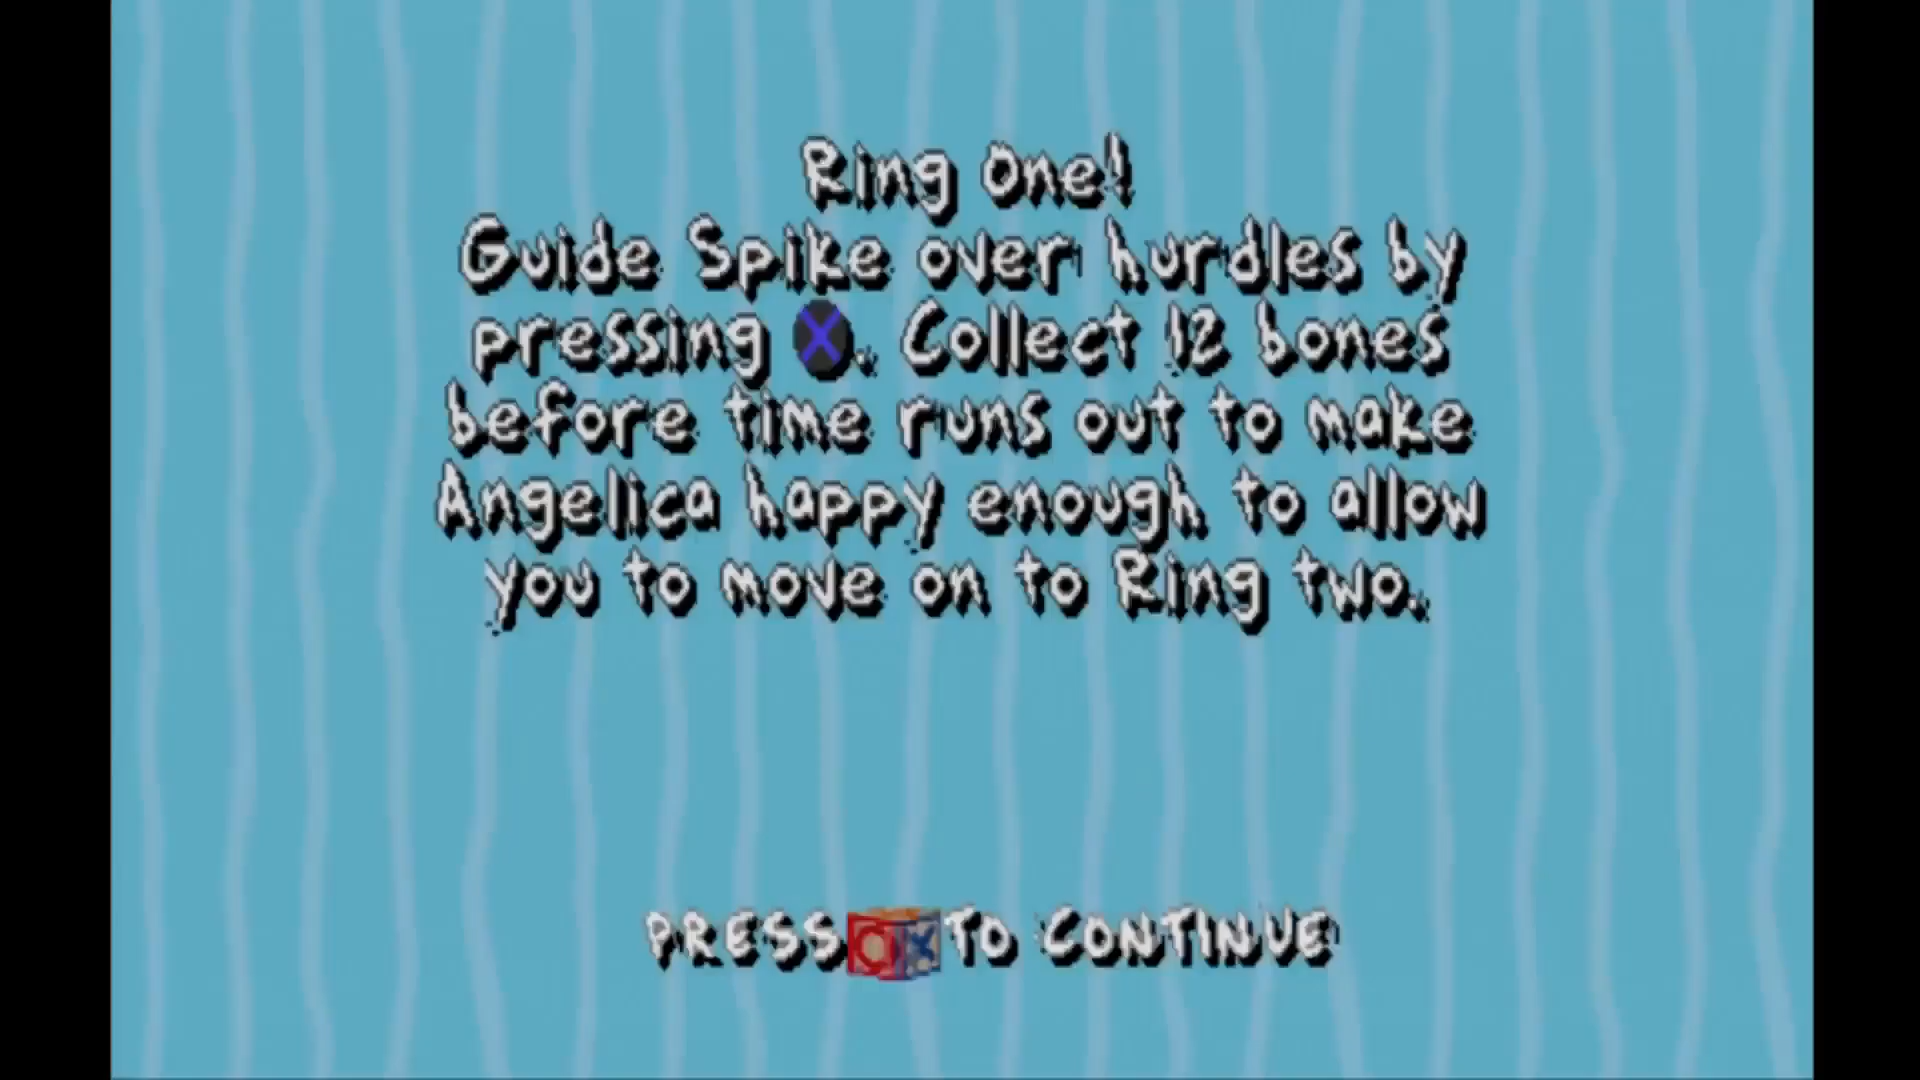 Ring One!
Guide Spike over hurdles by
pressing X. Collect 12 bones
before time runs out to make
Angelica happy enough to allow
you to move on to Ring two.
PRESS X TO CONTINUE